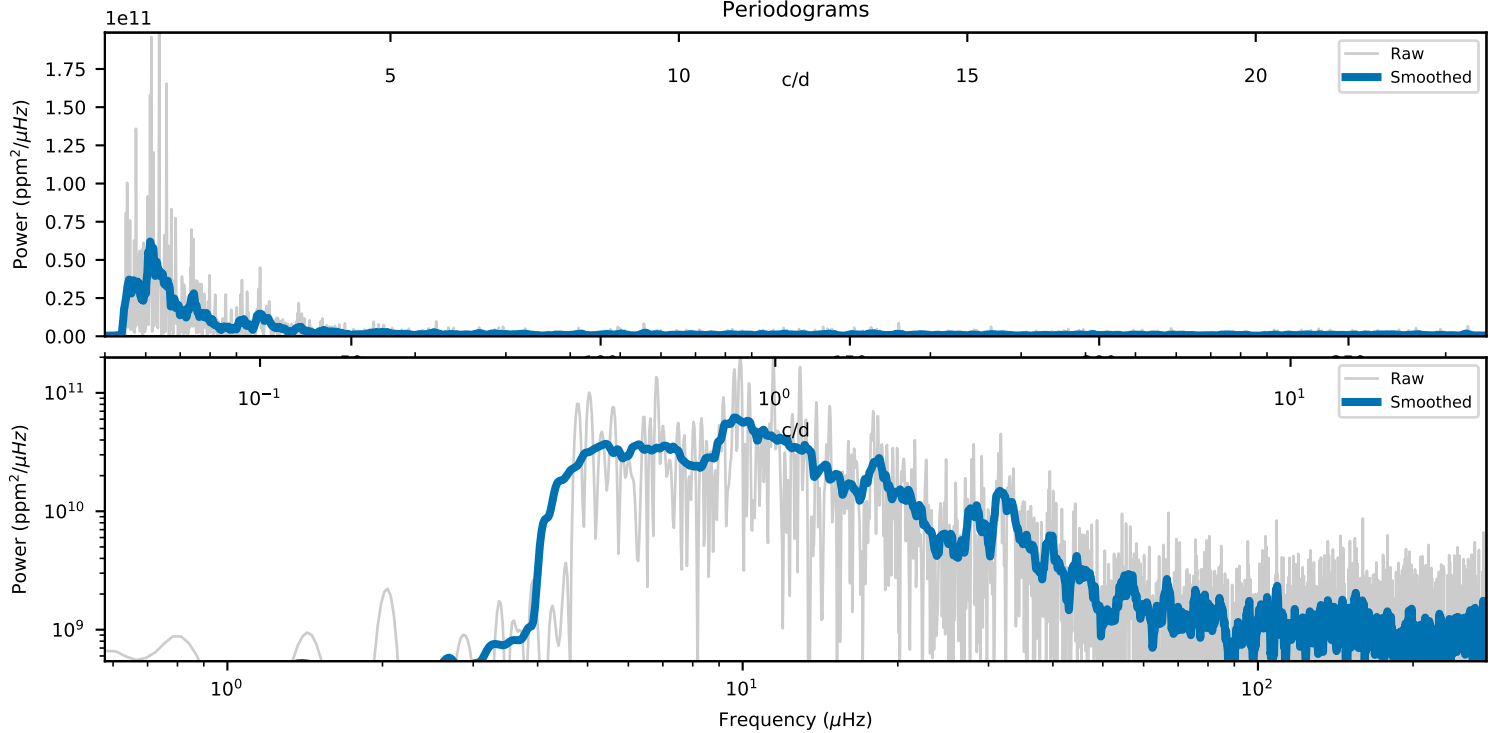 Periodograms
1e11
5 10 15 20
c/d
Raw
Smoothed
1.75
1.50
1.25
1.00
0.75
0.50
0.25
0.00
Power (ppm²/μHz)
10⁻¹ 10⁰ 10¹
c/d
Raw
Smoothed
10¹¹
10¹⁰
10⁹
Power (ppm²/μHz)
10⁰ 10¹ 10²
Frequency (μHz)